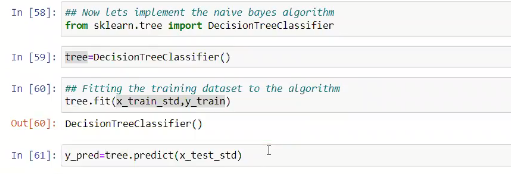 In [58]: ## Now lets implement the naive bayes algorithm
from sklearn.tree import DecisionTreeClassifier
In [59]: tree=DecisionTreeClassifier()
In [60]: ## Fitting the training dataset to the algorithm
tree.fit(x_train_std,y_train)
Out[60]: DecisionTreeClassifier()
In [61]: y_pred=tree.predict(x_test_std)